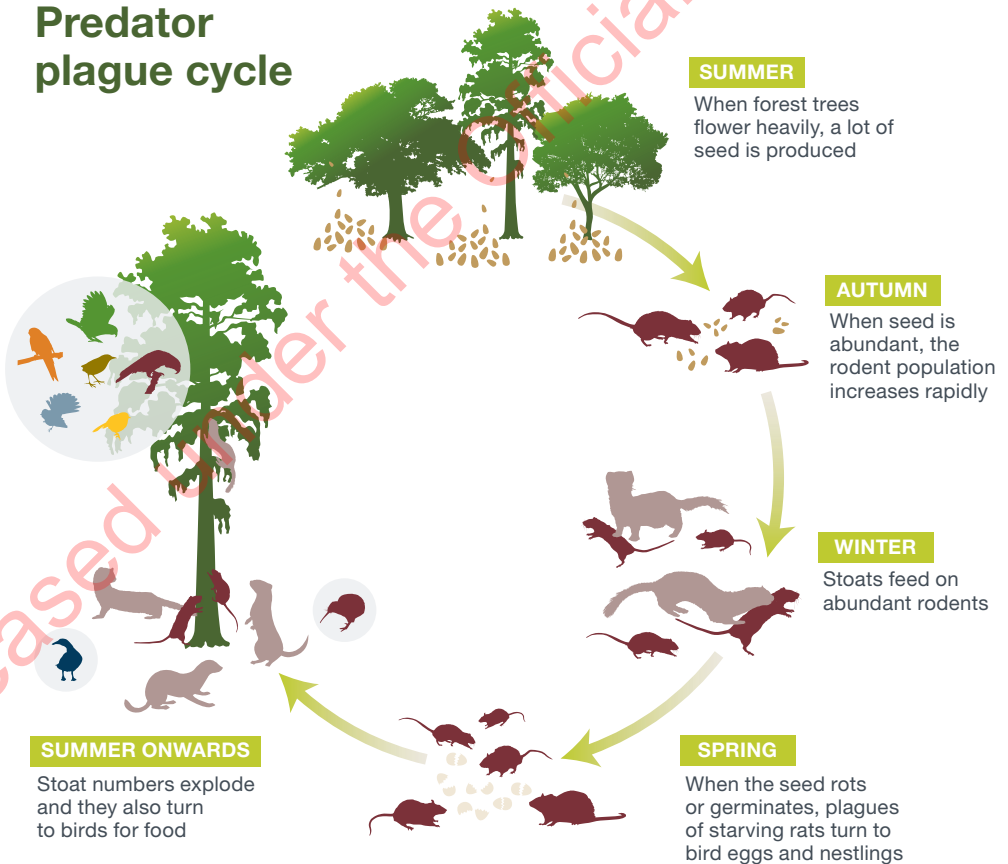 Predator
plague cycle
SUMMER
When forest trees
flower heavily, a lot of
seed is produced
AUTUMN
When seed is
abundant, the
rodent population
increases rapidly
WINTER
Stoats feed on
abundant rodents
SPRING
When the seed rots
or germinates, plagues
of starving rats turn to
bird eggs and nestlings
SUMMER ONWARDS
Stoat numbers explode
and they also turn
to birds for food
eased under the Official